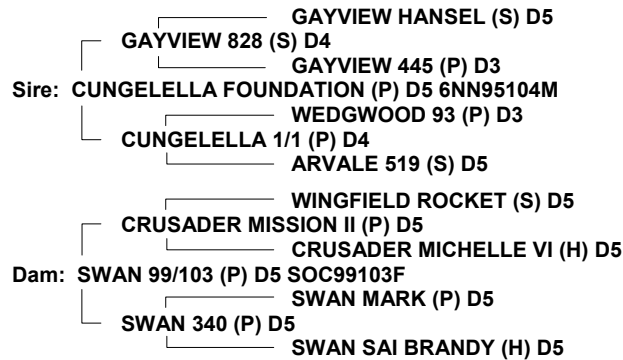 GAYVIEW HANSEL (S) D5
GAYVIEW 828 (S) D4
GAYVIEW 445 (P) D3
Sire: CUNGELELLA FOUNDATION (P) D5 6NN95104M
WEDGWOOD 93 (P) D3
CUNGELELLA 1/1 (P) D4
ARVALE 519 (S) D5
WINGFIELD ROCKET (S) D5
CRUSADER MISSION II (P) D5
CRUSADER MICHELLE VI (H) D5
Dam: SWAN 99/103 (P) D5 SOC99103F
SWAN MARK (P) D5
SWAN 340 (P) D5
SWAN SAI BRANDY (H) D5